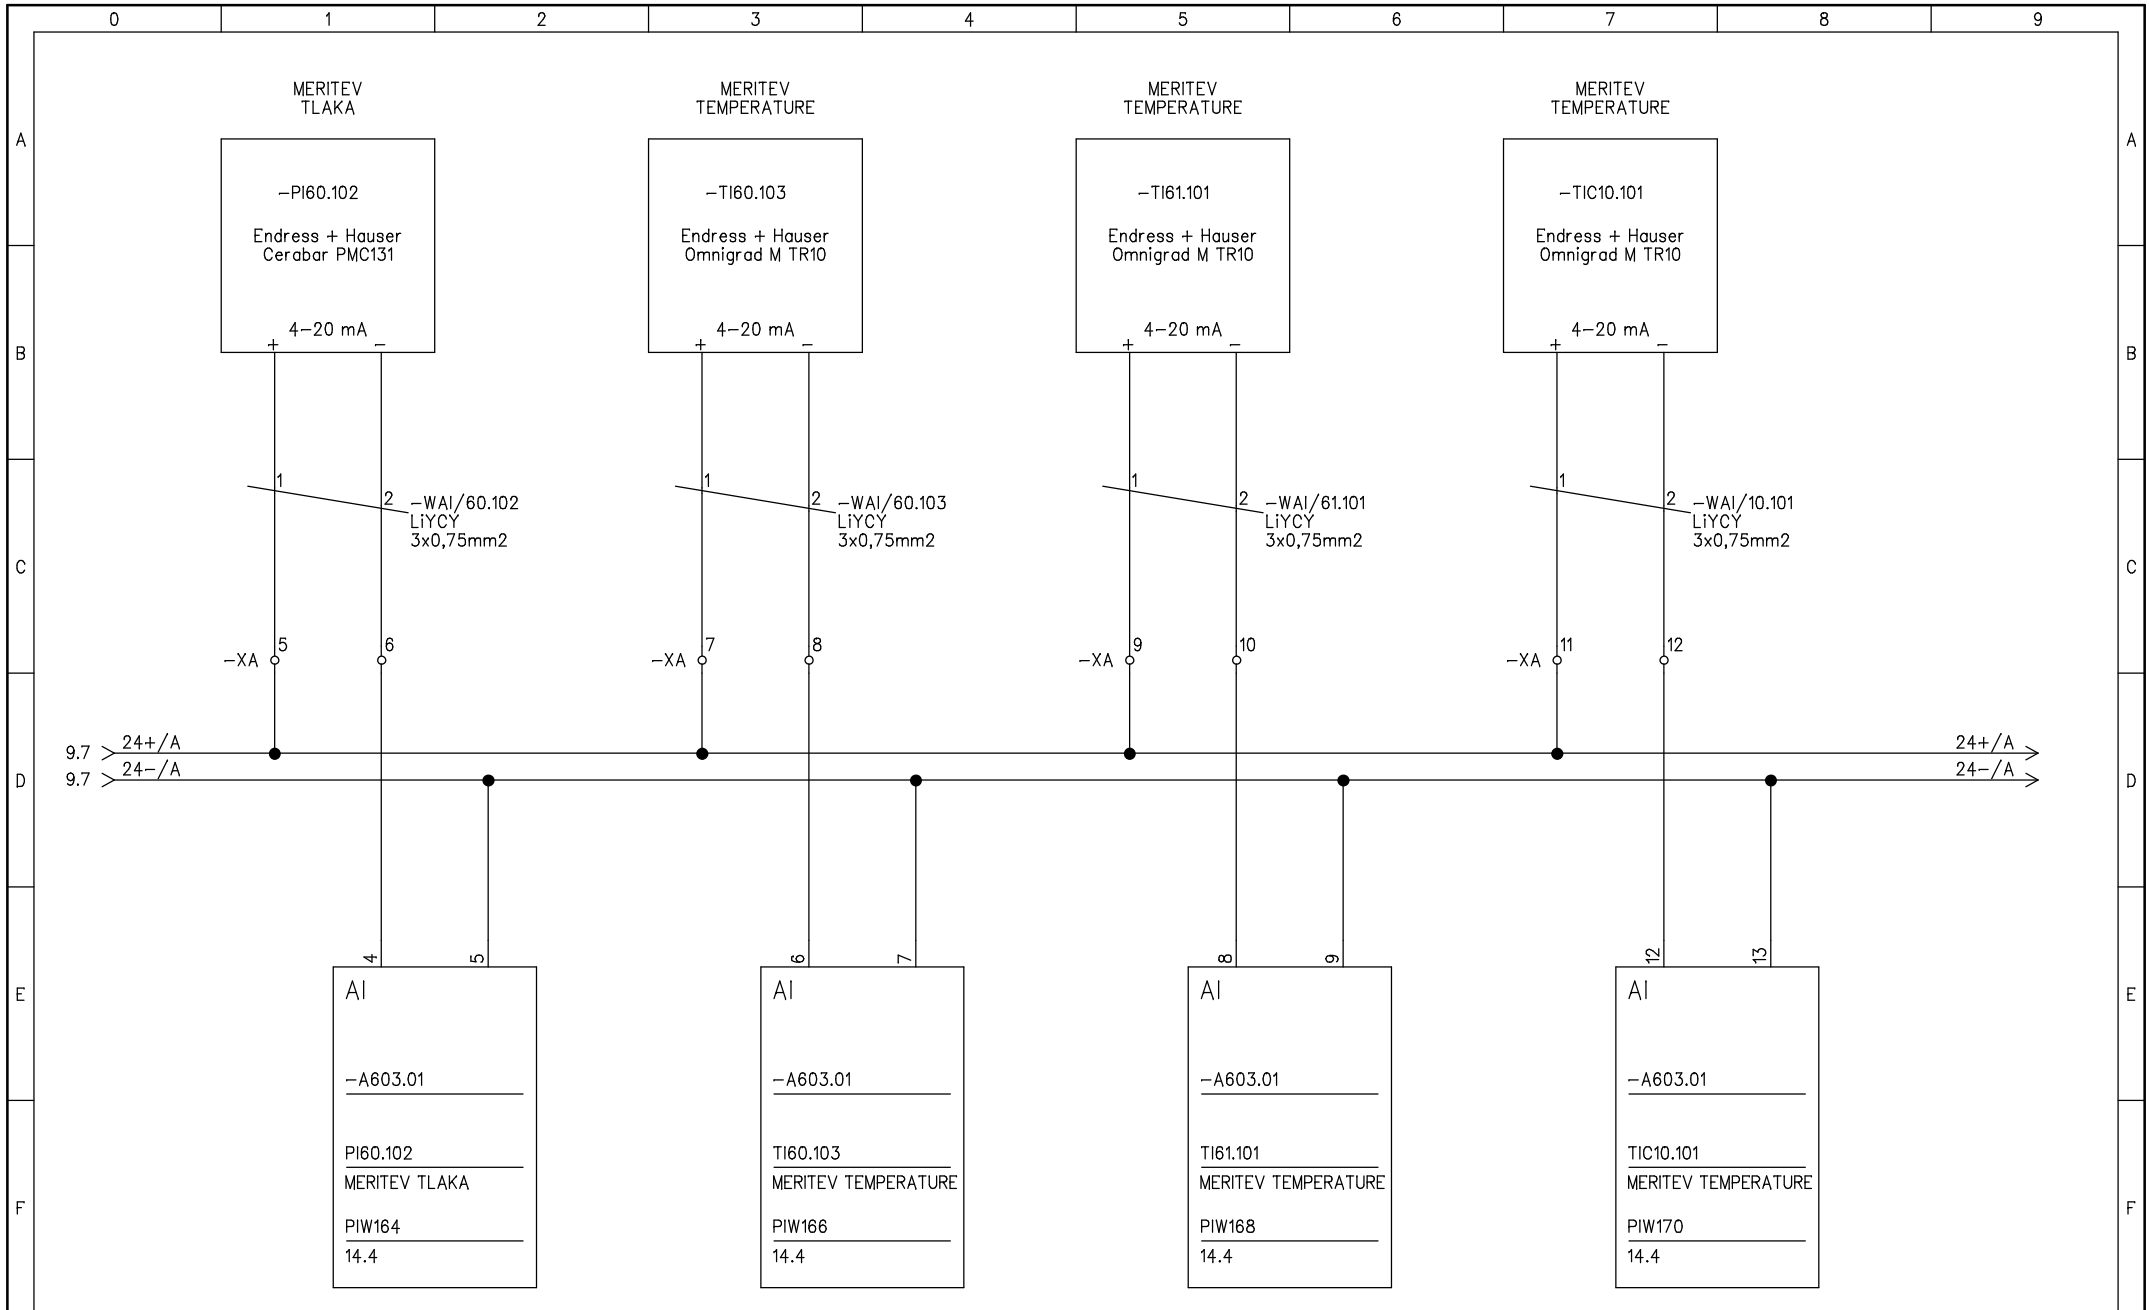 0 1 2 3 4 5 6 7 8 9
MERITEV
TLAKA
MERITEV
TEMPERATURE
MERITEV
TEMPERATURE
MERITEV
TEMPERATURE
A A
-PI60.102
Endress + Hauser
Cerabar PMC131
4-20 mA
+ -
-TI60.103
Endress + Hauser
Omnigrad M TR10
4-20 mA
+ -
-TI61.101
Endress + Hauser
Omnigrad M TR10
4-20 mA
+ -
-TIC10.101
Endress + Hauser
Omnigrad M TR10
4-20 mA
+ -
B B
1 2 -WAI/60.102
LiYCY
3x0,75mm2
1 2 -WAI/60.103
LiYCY
3x0,75mm2
1 2 -WAI/61.101
LiYCY
3x0,75mm2
1 2 -WAI/10.101
LiYCY
3x0,75mm2
C C
-XA 5 6
-XA 7 8
-XA 9 10
-XA 11 12
9.7 24+/A 24+/A
9.7 24-/A 24-/A
D D
4 5
AI
-A603.01
PI60.102
MERITEV TLAKA
PIW164
14.4
6 7
AI
-A603.01
TI60.103
MERITEV TEMPERATURE
PIW166
14.4
8 9
AI
-A603.01
TI61.101
MERITEV TEMPERATURE
PIW168
14.4
12 13
AI
-A603.01
TIC10.101
MERITEV TEMPERATURE
PIW170
14.4
E E
F F